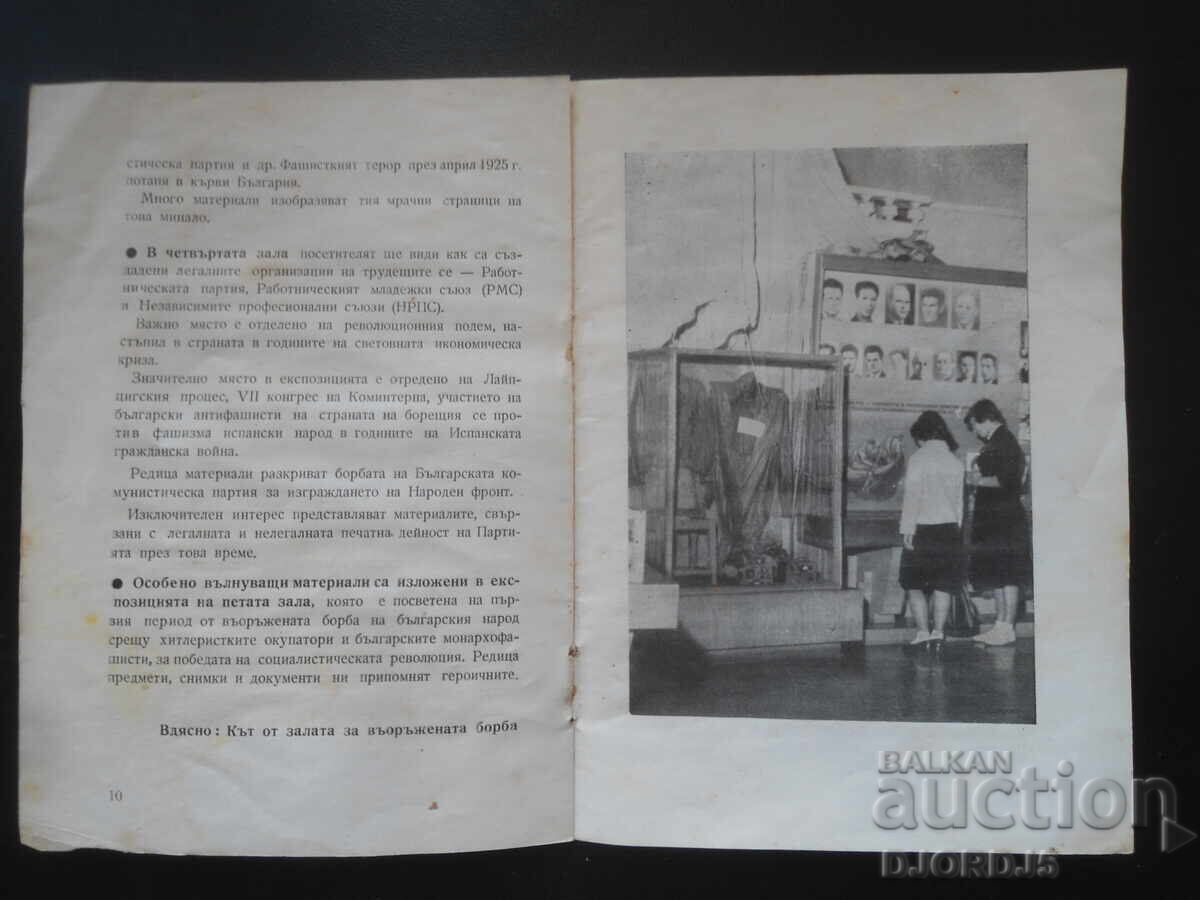 стическа партия и др. Фашисткият терор през април 1925 г.
потапя в кърви България.
Много материали изобразяват тия мрачни страници на
това минало.
● В четвъртата зала посетителят ще види как са съз-
дадени легалните организации на трудещите се — Работ-
ническата партия, Работническият младежки съюз (РМС)
и Независимите професионални съюзи (НРПС).
Важно място е отделено на революционния подем, на-
стъпил в страната в годините на световната икономическа
криза.
Значително място в експозицията е отредено на Лайп-
цигския процес, VII конгрес на Коминтерна, участието на
български антифашисти на страната на борещия се про-
тив фашизма испански народ в годините на Испанската
гражданска война.
Редица материали разкриват борбата на Българската ко-
мунистическа партия за изграждането на Народен фронт.
Изключителен интерес представляват материалите, свър-
зани с легалната и нелегалната печатна дейност на Парти-
ята през това време.
● Особено вълнуващи материали са изложени в екс-
позицията на петата зала, която е посветена на пър-
вия период от въоръжената борба на българския народ
срещу хитлеристките окупатори и българските монархофа-
шисти, за победата на социалистическата революция. Редица
предмети, снимки и документи ни припомнят героичните
Вдясно: Кът от залата за въоръжената борба
10
BALKAN
auction
DJORDJ5